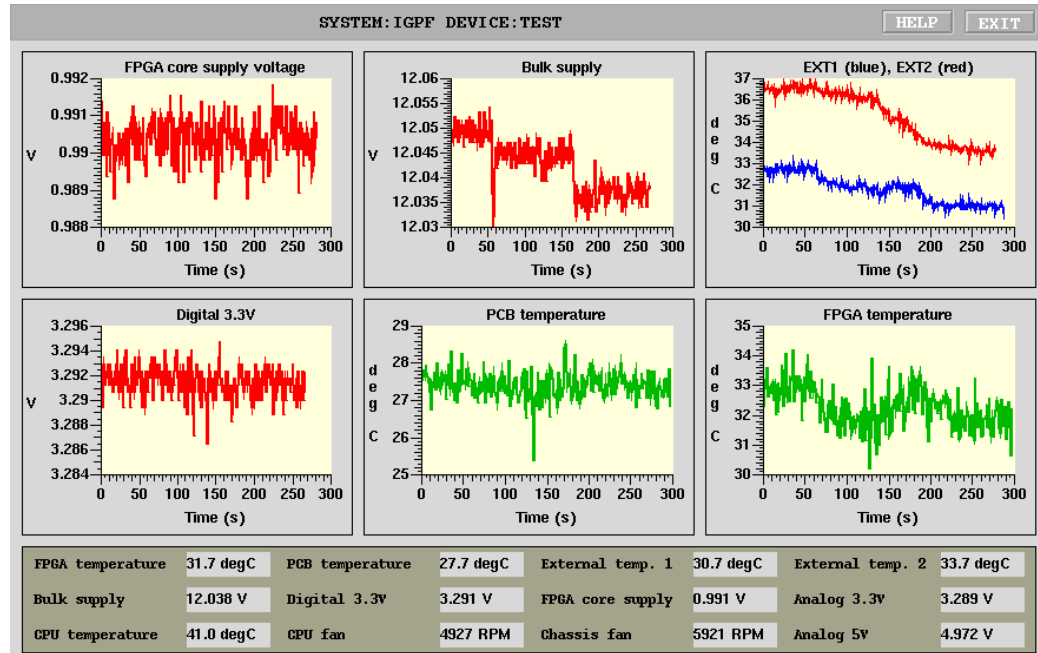 SYSTEM:IGPF DEVICE:TEST
HELP
EXIT
FPGA core supply voltage
0.992
0.991
0.99
0.989
0.988
V
0 50 100 150 200 250 300
Time (s)
Bulk supply
12.06
12.055
12.05
12.045
12.04
12.035
12.03
V
0 50 100 150 200 250 300
Time (s)
EXT1 (blue), EXT2 (red)
37
36
35
34
33
32
31
30
deg C
0 50 100 150 200 250 300
Time (s)
Digital 3.3V
3.296
3.294
3.292
3.29
3.288
3.286
3.284
V
0 50 100 150 200 250 300
Time (s)
PCB temperature
29
28
27
26
25
deg C
0 50 100 150 200 250 300
Time (s)
FPGA temperature
35
34
33
32
31
30
deg C
0 50 100 150 200 250 300
Time (s)
FPGA temperature 31.7 degC PCB temperature 27.7 degC External temp. 1 30.7 degC External temp. 2 33.7 degC
Bulk supply 12.038 V Digital 3.3V 3.291 V FPGA core supply 0.991 V Analog 3.3V 3.289 V
CPU temperature 41.0 degC CPU fan 4927 RPM Chassis fan 5921 RPM Analog 5V 4.972 V